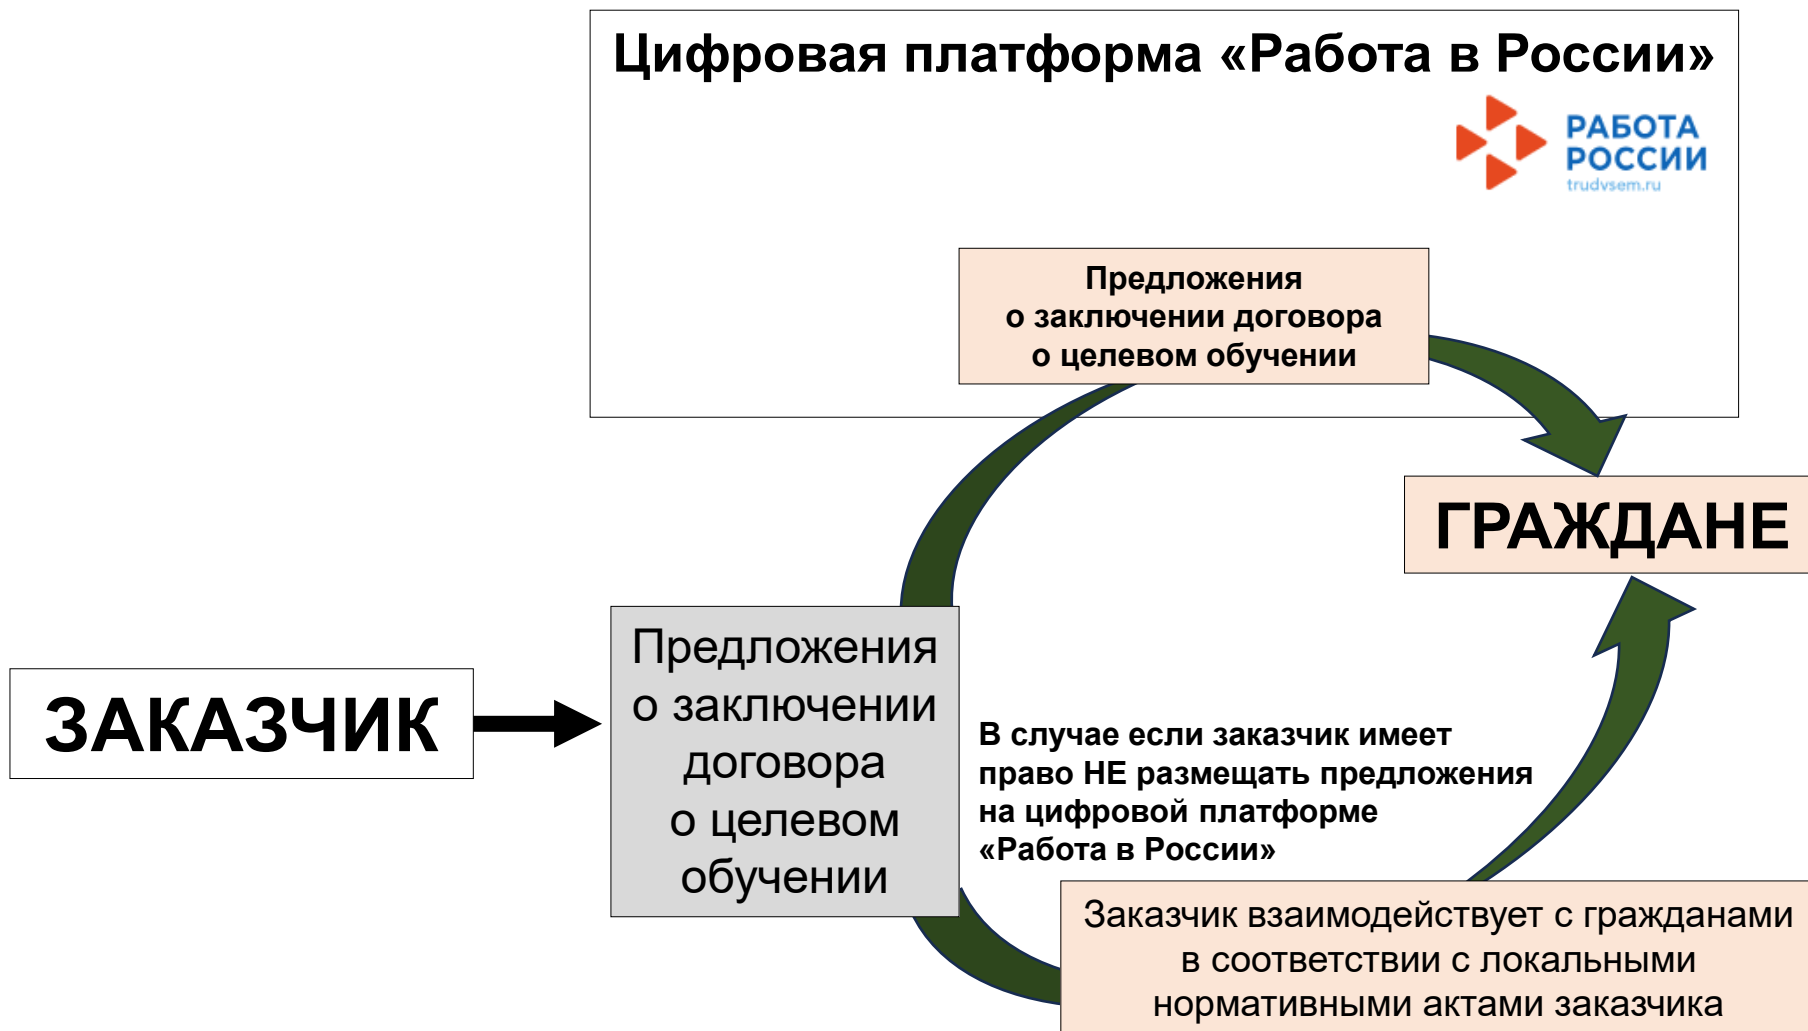 Цифровая платформа «Работа в России»
РАБОТА
РОССИИ
trudvsem.ru
Предложения
о заключении договора
о целевом обучении
ГРАЖДАНЕ
ЗАКАЗЧИК
Предложения
о заключении
договора
о целевом
обучении
В случае если заказчик имеет
право НЕ размещать предложения
на цифровой платформе
«Работа в России»
Заказчик взаимодействует с гражданами
в соответствии с локальными
нормативными актами заказчика